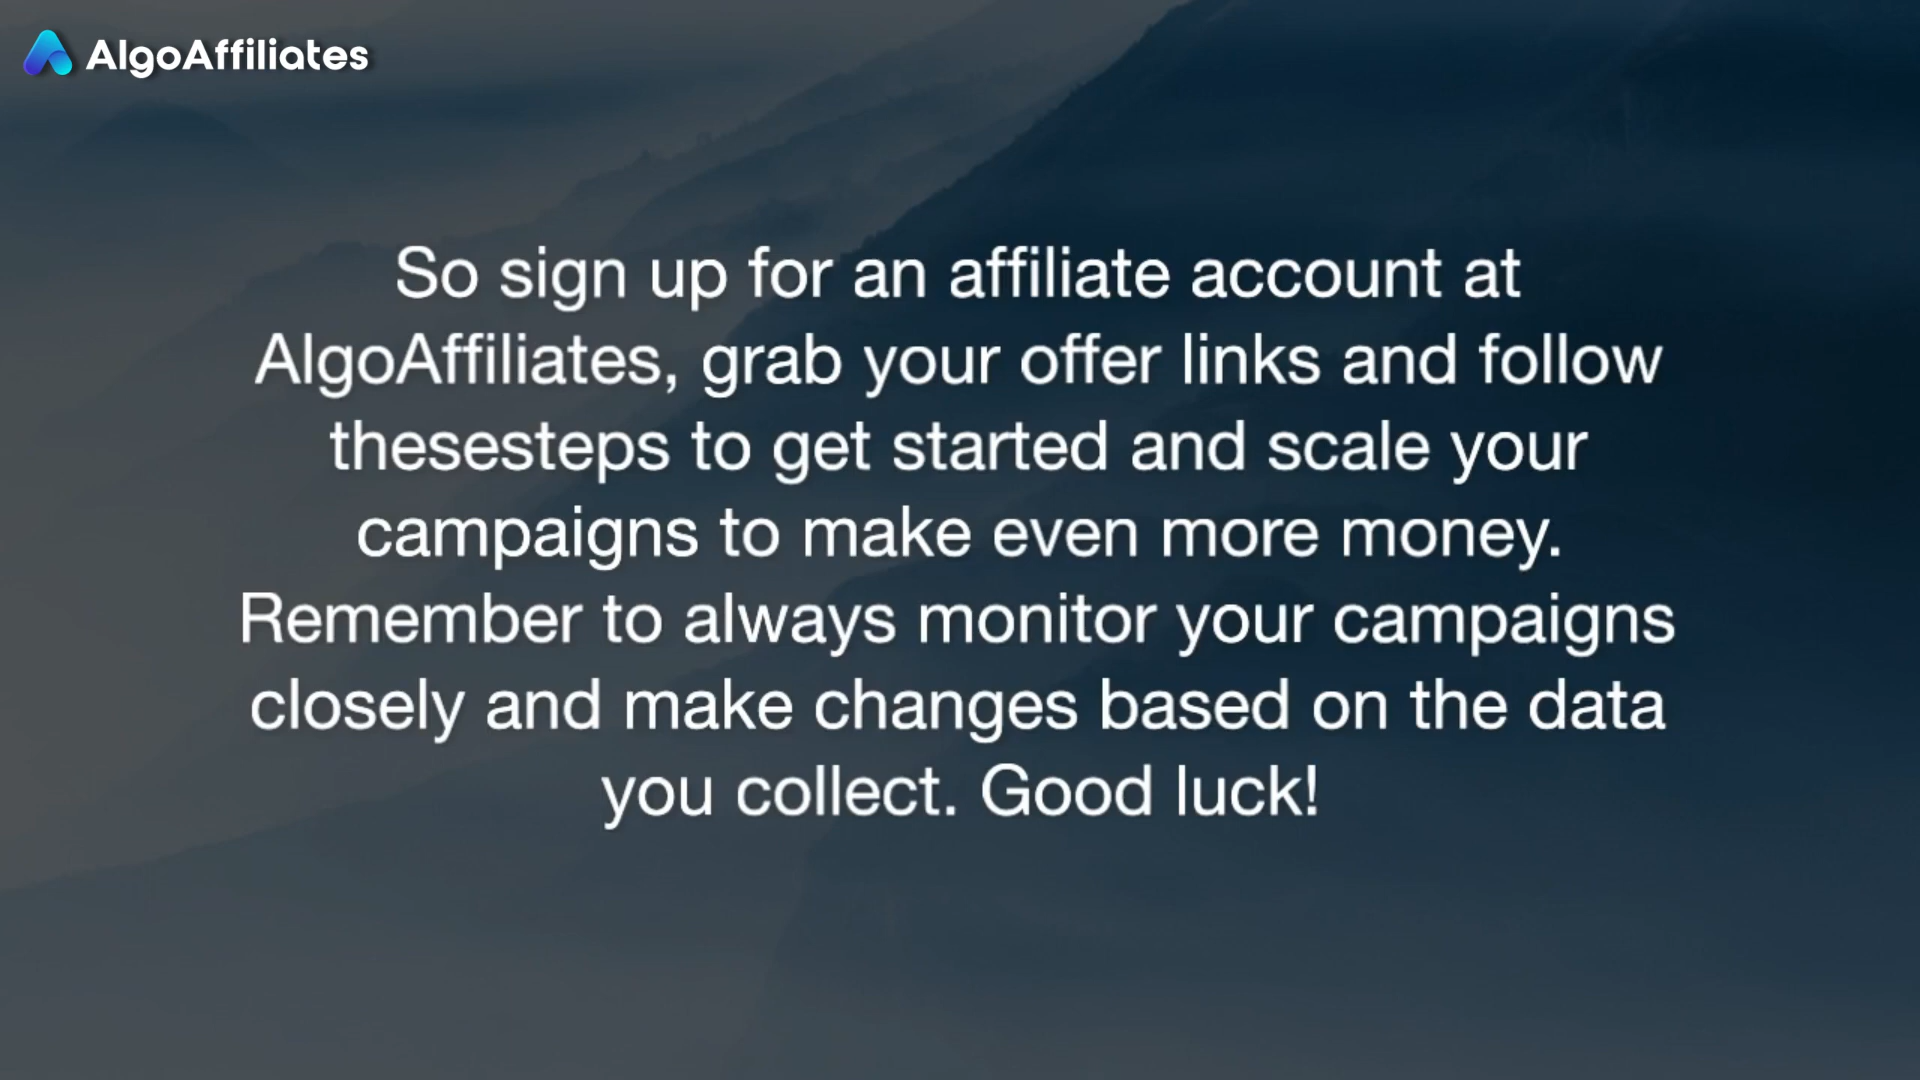 AlgoAffiliates
So sign up for an affiliate account at
AlgoAffiliates, grab your offer links and follow
thesesteps to get started and scale your
campaigns to make even more money.
Remember to always monitor your campaigns
closely and make changes based on the data
you collect. Good luck!